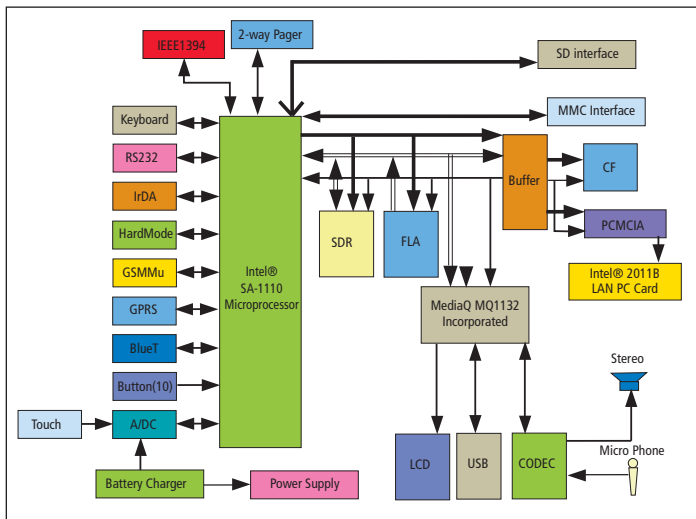 IEEE1394
2-way Pager
SD interface
MMC Interface
Keyboard
RS232
IrDA
HardMode
GSMMu
GPRS
BlueT
Button(10)
Touch
A/DC
Battery Charger
Power Supply
Intel®
SA-1110
Microprocessor
SDR
FLA
Buffer
CF
PCMCIA
Intel® 2011B
LAN PC Card
MediaQ MQ1132
Incorporated
LCD
USB
CODEC
Stereo
Micro Phone